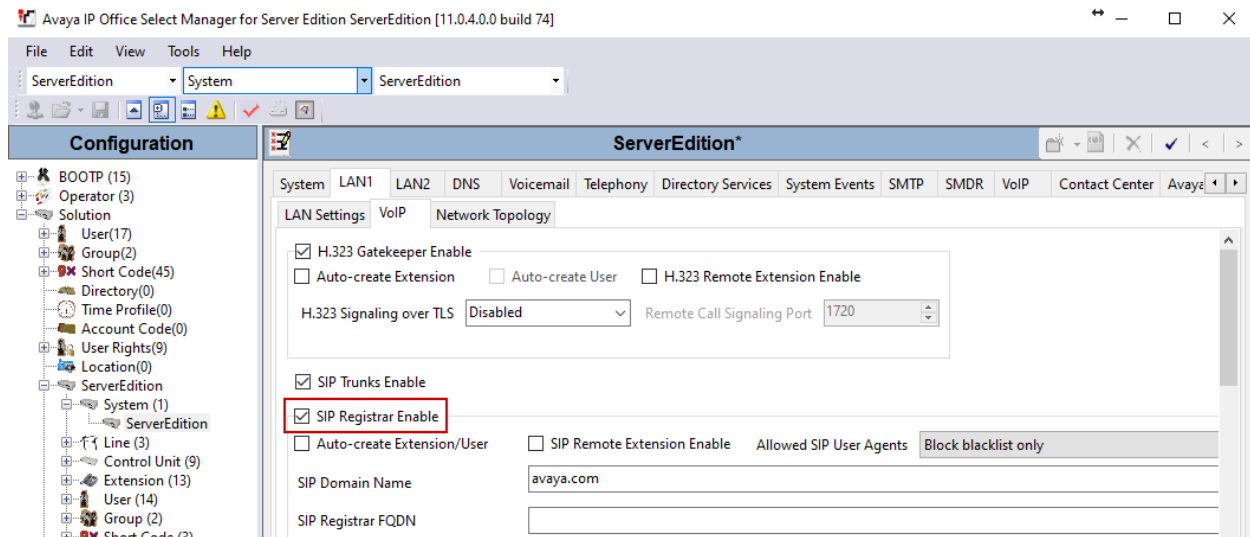 Avaya IP Office Select Manager for Server Edition ServerEdition [11.0.4.0.0 build 74]
File Edit View Tools Help
ServerEdition System ServerEdition
Configuration
BOOTP (15)
Operator (3)
Solution
User(17)
Group(2)
Short Code(45)
Directory(0)
Time Profile(0)
Account Code(0)
User Rights(9)
Location(0)
ServerEdition
System (1)
ServerEdition
Line (3)
Control Unit (9)
Extension (13)
User (14)
Group (2)
Short Code (3)
ServerEdition*
System LAN1 LAN2 DNS Voicemail Telephony Directory Services System Events SMTP SMDR VoIP Contact Center Avaya
LAN Settings VoIP Network Topology
H.323 Gatekeeper Enable
Auto-create Extension Auto-create User H.323 Remote Extension Enable
H.323 Signaling over TLS Disabled Remote Call Signaling Port 1720
SIP Trunks Enable
SIP Registrar Enable
Auto-create Extension/User SIP Remote Extension Enable Allowed SIP User Agents Block blacklist only
SIP Domain Name avaya.com
SIP Registrar FQDN